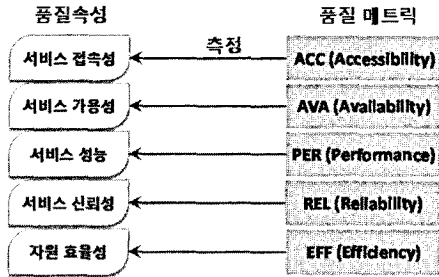 품질속성 품질 메트릭
측정
서비스 접속성 ACC (Accessibility)
서비스 가용성 AVA (Availability)
서비스 성능 PER (Performance)
서비스 신뢰성 REL (Reliability)
자원 효율성 EFF (Efficiency)